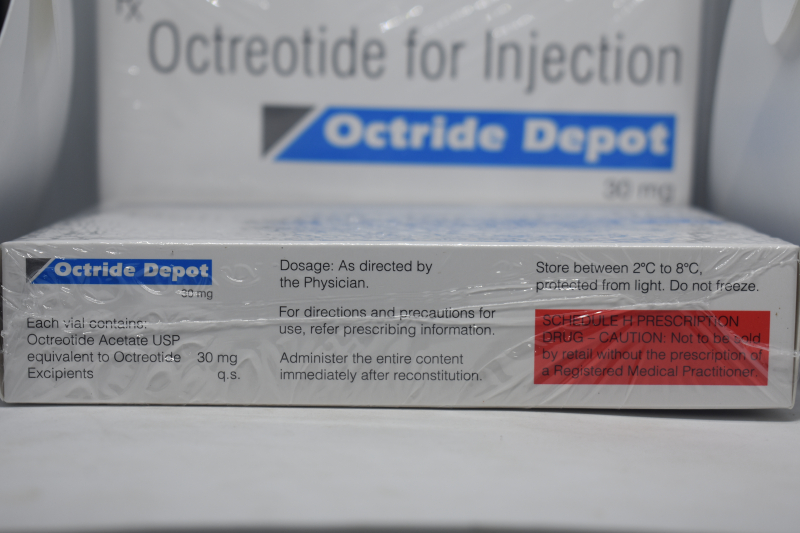 Rx
Octreotide for Injection
Octride Depot
30 mg
Octride Depot
30 mg
Each vial contains:
Octreotide Acetate USP
equivalent to Octreotide 30 mg
Excipients q.s.
Dosage: As directed by
the Physician.
For directions and precautions for
use, refer prescribing information.
Administer the entire content
immediately after reconstitution.
Store between 2ºC to 8ºC,
protected from light. Do not freeze.
SCHEDULE H PRESCRIPTION
DRUG – CAUTION: Not to be sold
by retail without the prescription of
a Registered Medical Practitioner.